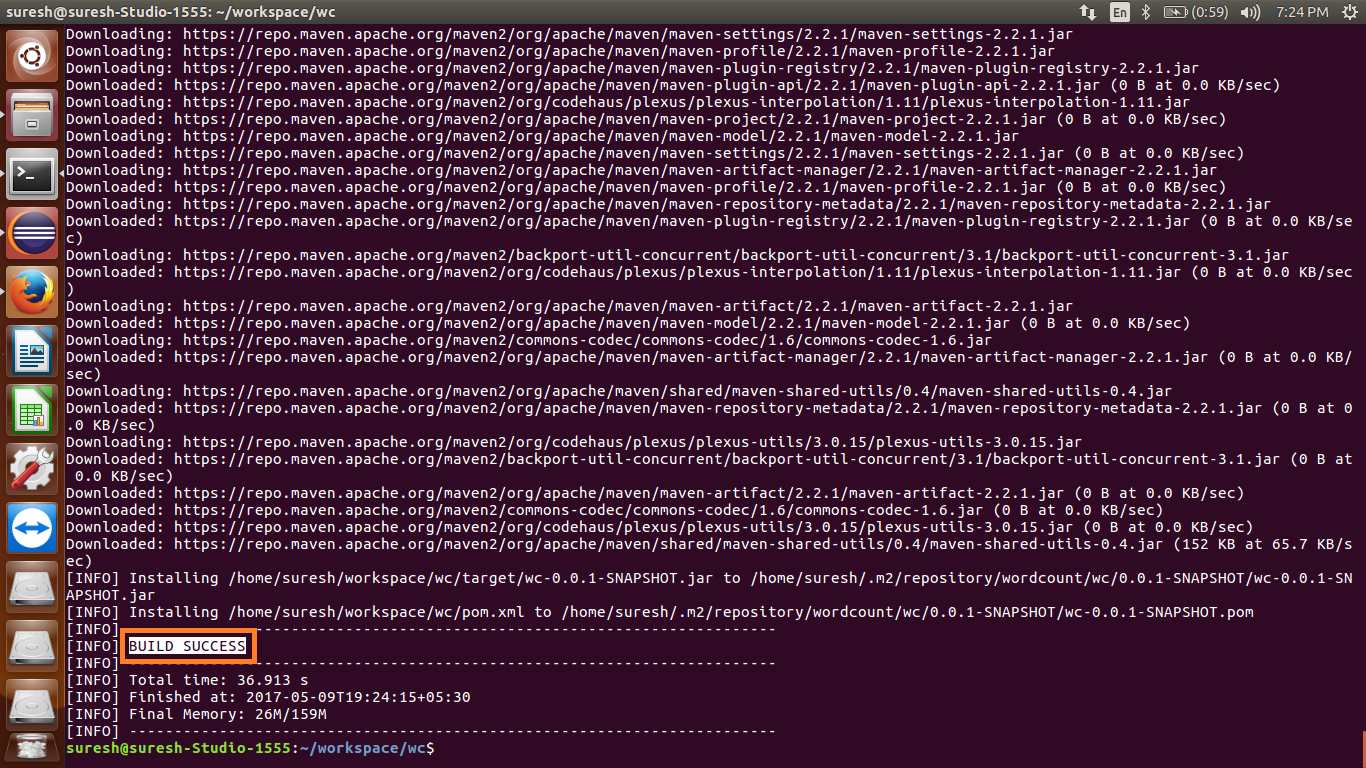 suresh@suresh-Studio-1555: ~/workspace/wc
En
(0:59)
7:24 PM
Downloading: https://repo.maven.apache.org/maven2/org/apache/maven/maven-settings/2.2.1/maven-settings-2.2.1.jar
Downloading: https://repo.maven.apache.org/maven2/org/apache/maven/maven-profile/2.2.1/maven-profile-2.2.1.jar
Downloading: https://repo.maven.apache.org/maven2/org/apache/maven/maven-plugin-registry/2.2.1/maven-plugin-registry-2.2.1.jar
Downloaded: https://repo.maven.apache.org/maven2/org/apache/maven/maven-plugin-api/2.2.1/maven-plugin-api-2.2.1.jar (0 B at 0.0 KB/sec)
Downloading: https://repo.maven.apache.org/maven2/org/codehaus/plexus/plexus-interpolation/1.11/plexus-interpolation-1.11.jar
Downloaded: https://repo.maven.apache.org/maven2/org/apache/maven/maven-project/2.2.1/maven-project-2.2.1.jar (0 B at 0.0 KB/sec)
Downloading: https://repo.maven.apache.org/maven2/org/apache/maven/maven-model/2.2.1/maven-model-2.2.1.jar
Downloaded: https://repo.maven.apache.org/maven2/org/apache/maven/maven-settings/2.2.1/maven-settings-2.2.1.jar (0 B at 0.0 KB/sec)
Downloading: https://repo.maven.apache.org/maven2/org/apache/maven/maven-artifact-manager/2.2.1/maven-artifact-manager-2.2.1.jar
Downloaded: https://repo.maven.apache.org/maven2/org/apache/maven/maven-profile/2.2.1/maven-profile-2.2.1.jar (0 B at 0.0 KB/sec)
Downloading: https://repo.maven.apache.org/maven2/org/apache/maven/maven-repository-metadata/2.2.1/maven-repository-metadata-2.2.1.jar
Downloaded: https://repo.maven.apache.org/maven2/org/apache/maven/maven-plugin-registry/2.2.1/maven-plugin-registry-2.2.1.jar (0 B at 0.0 KB/se
c)
Downloading: https://repo.maven.apache.org/maven2/backport-util-concurrent/backport-util-concurrent/3.1/backport-util-concurrent-3.1.jar
Downloaded: https://repo.maven.apache.org/maven2/org/codehaus/plexus/plexus-interpolation/1.11/plexus-interpolation-1.11.jar (0 B at 0.0 KB/sec
)
Downloading: https://repo.maven.apache.org/maven2/org/apache/maven/maven-artifact/2.2.1/maven-artifact-2.2.1.jar
Downloaded: https://repo.maven.apache.org/maven2/org/apache/maven/maven-model/2.2.1/maven-model-2.2.1.jar (0 B at 0.0 KB/sec)
Downloading: https://repo.maven.apache.org/maven2/commons-codec/commons-codec/1.6/commons-codec-1.6.jar
Downloaded: https://repo.maven.apache.org/maven2/org/apache/maven/maven-artifact-manager/2.2.1/maven-artifact-manager-2.2.1.jar (0 B at 0.0 KB/
sec)
Downloading: https://repo.maven.apache.org/maven2/org/apache/maven/shared/maven-shared-utils/0.4/maven-shared-utils-0.4.jar
Downloaded: https://repo.maven.apache.org/maven2/org/apache/maven/maven-repository-metadata/2.2.1/maven-repository-metadata-2.2.1.jar (0 B at 0
.0 KB/sec)
Downloading: https://repo.maven.apache.org/maven2/org/codehaus/plexus/plexus-utils/3.0.15/plexus-utils-3.0.15.jar
Downloaded: https://repo.maven.apache.org/maven2/backport-util-concurrent/backport-util-concurrent/3.1/backport-util-concurrent-3.1.jar (0 B at
 0.0 KB/sec)
Downloaded: https://repo.maven.apache.org/maven2/org/apache/maven/maven-artifact/2.2.1/maven-artifact-2.2.1.jar (0 B at 0.0 KB/sec)
Downloaded: https://repo.maven.apache.org/maven2/commons-codec/commons-codec/1.6/commons-codec-1.6.jar (0 B at 0.0 KB/sec)
Downloaded: https://repo.maven.apache.org/maven2/org/codehaus/plexus/plexus-utils/3.0.15/plexus-utils-3.0.15.jar (0 B at 0.0 KB/sec)
Downloaded: https://repo.maven.apache.org/maven2/org/apache/maven/shared/maven-shared-utils/0.4/maven-shared-utils-0.4.jar (152 KB at 65.7 KB/s
ec)
[INFO] Installing /home/suresh/workspace/wc/target/wc-0.0.1-SNAPSHOT.jar to /home/suresh/.m2/repository/wordcount/wc/0.0.1-SNAPSHOT/wc-0.0.1-SN
APSHOT.jar
[INFO] Installing /home/suresh/workspace/wc/pom.xml to /home/suresh/.m2/repository/wordcount/wc/0.0.1-SNAPSHOT/wc-0.0.1-SNAPSHOT.pom
[INFO] ------------------------------------------------------------------------
[INFO] BUILD SUCCESS
[INFO] ------------------------------------------------------------------------
[INFO] Total time: 36.913 s
[INFO] Finished at: 2017-05-09T19:24:15+05:30
[INFO] Final Memory: 26M/159M
[INFO] ------------------------------------------------------------------------
suresh@suresh-Studio-1555:~/workspace/wc$